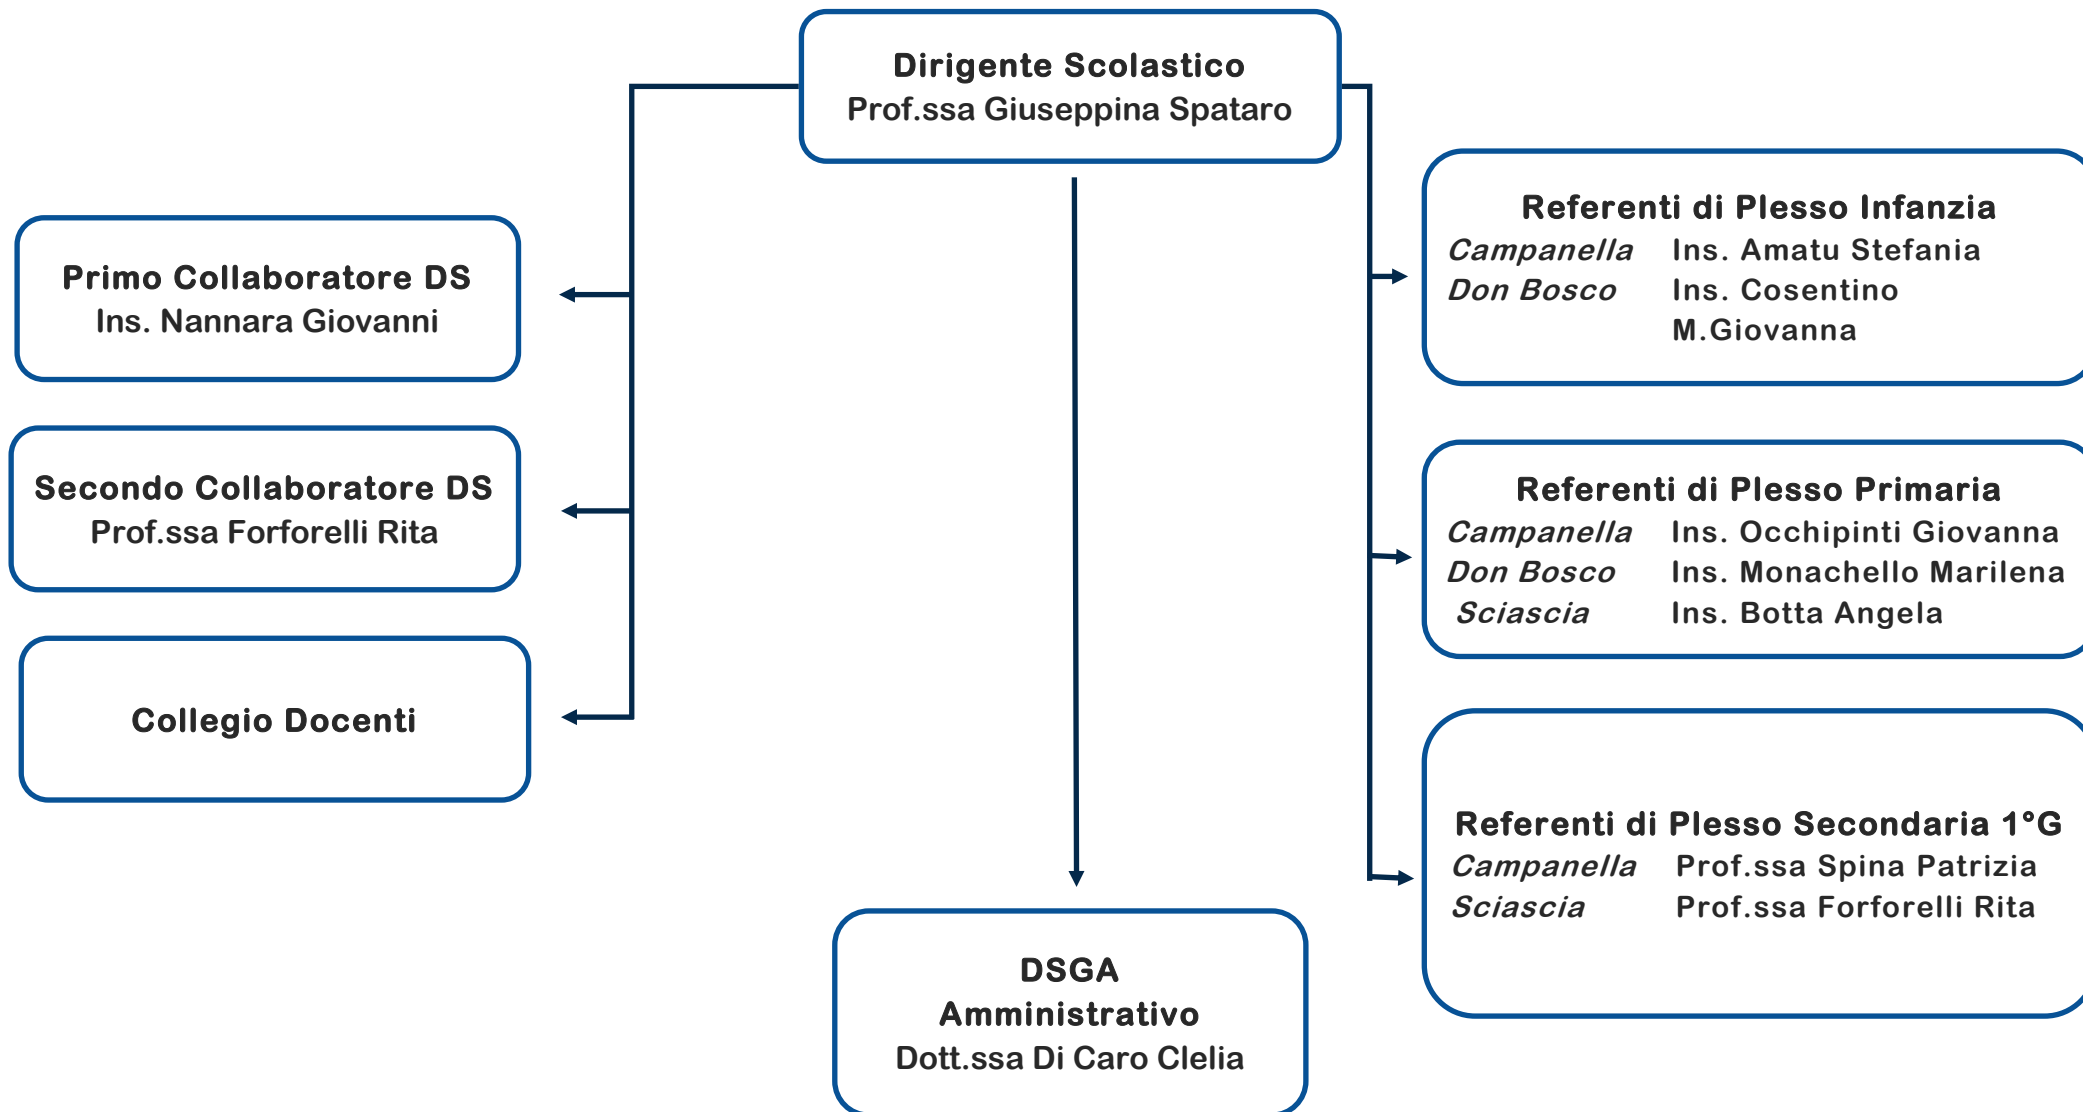 Dirigente Scolastico
Prof.ssa Giuseppina Spataro
Primo Collaboratore DS
Ins. Nannara Giovanni
Secondo Collaboratore DS
Prof.ssa Forforelli Rita
Collegio Docenti
DSGA
Amministrativo
Dott.ssa Di Caro Clelia
Referenti di Plesso Infanzia
Campanella Ins. Amatu Stefania
Don Bosco Ins. Cosentino
M.Giovanna
Referenti di Plesso Primaria
Campanella Ins. Occhipinti Giovanna
Don Bosco Ins. Monachello Marilena
Sciascia Ins. Botta Angela
Referenti di Plesso Secondaria 1°G
Campanella Prof.ssa Spina Patrizia
Sciascia Prof.ssa Forforelli Rita